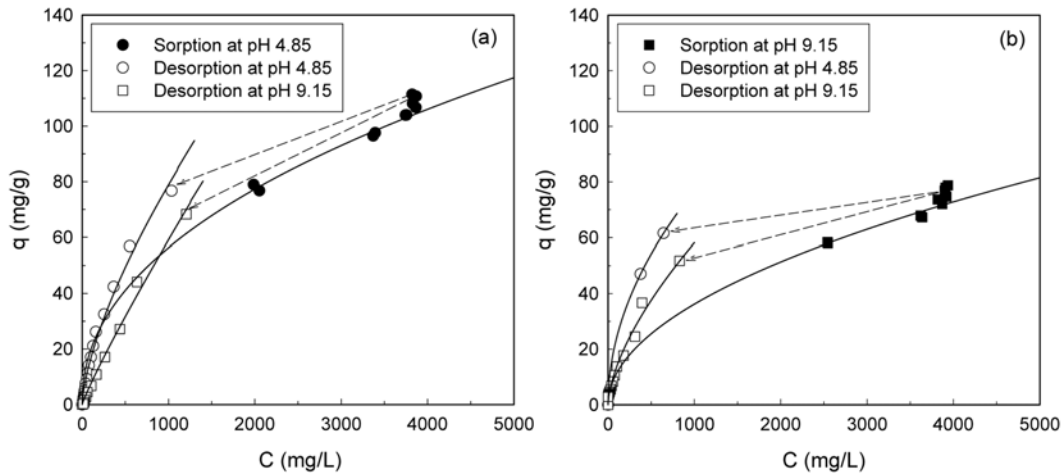 (a)
Sorption at pH 4.85
Desorption at pH 4.85
Desorption at pH 9.15
140
120
100
80
60
40
20
0
q (mg/g)
0 1000 2000 3000 4000 5000
C (mg/L)
(b)
Sorption at pH 9.15
Desorption at pH 4.85
Desorption at pH 9.15
140
120
100
80
60
40
20
0
q (mg/g)
0 1000 2000 3000 4000 5000
C (mg/L)